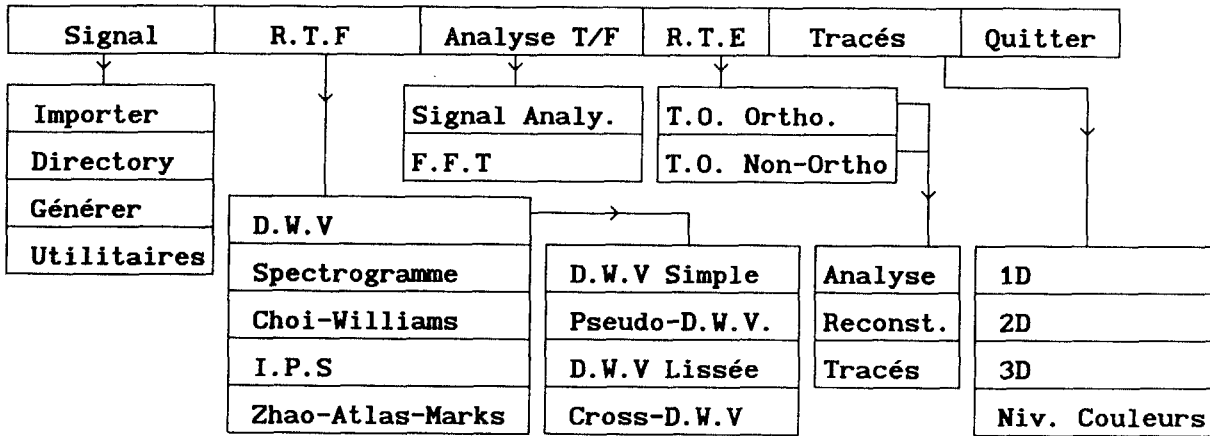 Signal
R.T.F
Analyse T/F
R.T.E
Tracés
Quitter
Importer
Directory
Générer
Utilitaires
D.W.V
Spectrogramme
Choi-Williams
I.P.S
Zhao-Atlas-Marks
D.W.V Simple
Pseudo-D.W.V.
D.W.V Lissée
Cross-D.W.V
Signal Analy.
F.F.T
T.O. Ortho.
T.O. Non-Ortho
Analyse
Reconst.
Tracés
1D
2D
3D
Niv. Couleurs